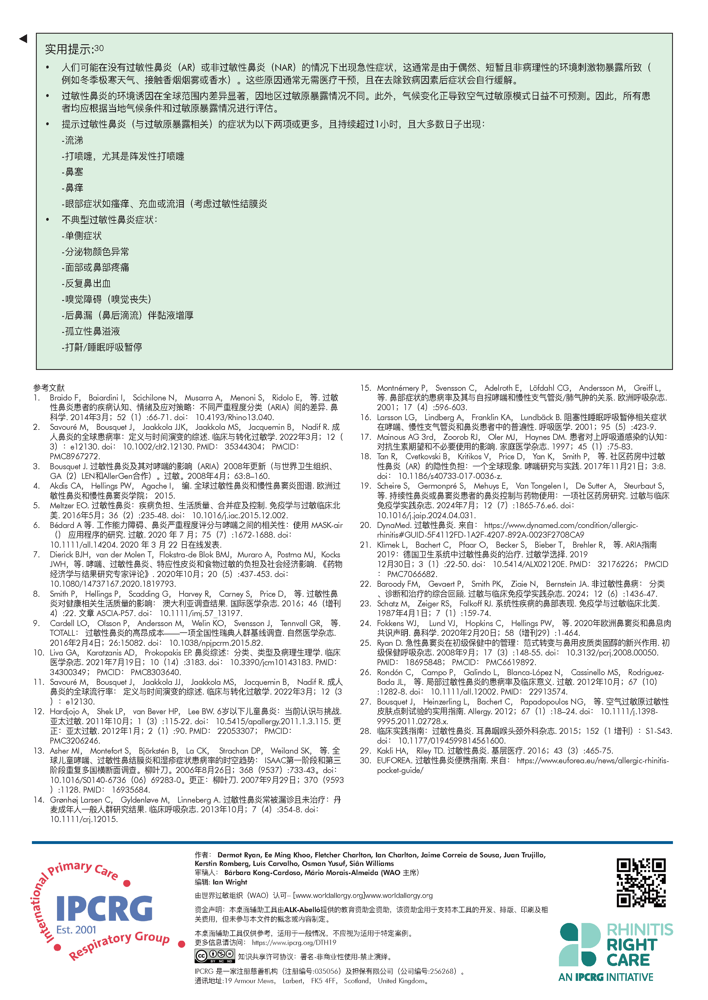 实用提示:30
• 人们可能在没有过敏性鼻炎（AR）或非过敏性鼻炎（NAR）的情况下出现急性症状，这通常是由于偶然、短暂且非病理性的环境刺激物暴露所致（
例如冬季极寒天气、接触香烟烟雾或香水）。这些原因通常无需医疗干预，且在去除致病因素后症状会自行缓解。
• 过敏性鼻炎的环境诱因在全球范围内差异显著，因地区过敏原暴露情况不同。此外，气候变化正导致空气过敏原模式日益不可预测。因此，所有患
者均应根据当地气候条件和过敏原暴露情况进行评估。
• 提示过敏性鼻炎（与过敏原暴露相关）的症状为以下两项或更多，且持续超过1小时，且大多数日子出现：
-流涕
-打喷嚏，尤其是阵发性打喷嚏
-鼻塞
-鼻痒
-眼部症状如瘙痒、充血或流泪（考虑过敏性结膜炎
• 不典型过敏性鼻炎症状：
-单侧症状
-分泌物颜色异常
-面部或鼻部疼痛
-反复鼻出血
-嗅觉障碍（嗅觉丧失）
-后鼻漏（鼻后滴流）伴黏液增厚
-孤立性鼻溢液
-打鼾/睡眠呼吸暂停
参考文献
1. Braido F， Baiardini I， Scichilone N， Musarra A， Menoni S， Ridolo E， 等. 过敏
性鼻炎患者的疾病认知、情绪及应对策略：不同严重程度分类（ARIA）间的差异. 鼻
科学. 2014年3月；52（1）:66-71. doi： 10.4193/Rhino13.040.
2. Savouré M， Bousquet J， Jaakkola JJK， Jaakkola MS， Jacquemin B， Nadif R. 成
人鼻炎的全球患病率：定义与时间演变的综述. 临床与转化过敏学. 2022年3月；12（
3）：e12130. doi： 10.1002/clt2.12130. PMID： 35344304； PMCID：
PMC8967272.
3. Bousquet J. 过敏性鼻炎及其对哮喘的影响（ARIA）2008年更新（与世界卫生组织、
GA（2）LEN和AllerGen合作）。过敏。2008年4月；63:8–160.
4. Akdis CA， Hellings PW， Agache I， 编. 全球过敏性鼻炎和慢性鼻窦炎图谱. 欧洲过
敏性鼻炎和慢性鼻窦炎学院； 2015.
5. Meltzer EO. 过敏性鼻炎：疾病负担、生活质量、合并症及控制. 免疫学与过敏临床北
美. 2016年5月；36（2）:235-48. doi： 10.1016/j.iac.2015.12.002.
6. Bédard A 等. 工作能力障碍、鼻炎严重程度评分与哮喘之间的相关性：使用 MASK-air
（） 应用程序的研究. 过敏. 2020 年 7 月；75（7）:1672-1688. doi：
10.1111/all.14204. 2020 年 3 月 22 日在线发表.
7. Dierick BJH，van der Molen T，Flokstra-de Blok BMJ，Muraro A，Postma MJ，Kocks
JWH，等. 哮喘、过敏性鼻炎、特应性皮炎和食物过敏的负担及社会经济影响. 《药物
经济学与结果研究专家评论》. 2020年10月；20（5）:437-453. doi：
10.1080/14737167.2020.1819793.
8. Smith P， Hellings P， Scadding G， Harvey R， Carney S， Price D， 等. 过敏性鼻
炎对健康相关生活质量的影响： 澳大利亚调查结果. 国际医学杂志. 2016；46（增刊
4）:22. 文章 ASCIA-P57. doi： 10.1111/imj.57_13197.
9. Cardell LO， Olsson P， Andersson M， Welin KO， Svensson J， Tennvall GR， 等.
TOTALL： 过敏性鼻炎的高昂成本——一项全国性瑞典人群基线调查. 自然医学杂志.
2016年2月4日；26:15082. doi： 10.1038/npjpcrm.2015.82.
10. Liva GA， Karatzanis AD， Prokopakis EP. 鼻炎综述：分类、类型及病理生理学. 临床
医学杂志. 2021年7月19日；10（14）:3183. doi： 10.3390/jcm10143183. PMID：
34300349； PMCID： PMC8303640.
11. Savouré M， Bousquet J， Jaakkola JJ， Jaakkola MS， Jacquemin B， Nadif R. 成人
鼻炎的全球流行率： 定义与时间演变的综述. 临床与转化过敏学. 2022年3月；12（3
）：e12130.
12. Hardjojo A， Shek LP， van Bever HP， Lee BW. 6岁以下儿童鼻炎：当前认识与挑战.
亚太过敏. 2011年10月；1（3）:115-22. doi： 10.5415/apallergy.2011.1.3.115. 更
正：亚太过敏. 2012年1月；2（1）:90. PMID： 22053307； PMCID：
PMC3206246.
13. Asher MI， Montefort S， Björkstén B， La CK， Strachan DP， Weiland SK， 等. 全
球儿童哮喘、过敏性鼻结膜炎和湿疹症状患病率的时空趋势： ISAAC第一阶段和第三
阶段重复多国横断面调查。柳叶刀。2006年8月26日；368（9537）:733-43。doi：
10.1016/S0140-6736（06）69283-0。更正：柳叶刀. 2007年9月29日；370（9593
）:1128. PMID： 16935684.
14. Grønhøj Larsen C， Gyldenløve M， Linneberg A. 过敏性鼻炎常被漏诊且未治疗：丹
麦成年人一般人群研究结果. 临床呼吸杂志. 2013年10月；7（4）:354-8. doi：
10.1111/crj.12015.
15. Montnémery P， Svensson C， Adelroth E， Löfdahl CG， Andersson M， Greiff L，
等. 鼻部症状的患病率及其与自报哮喘和慢性支气管炎/肺气肿的关系. 欧洲呼吸杂志.
2001；17（4）:596-603.
16. Larsson LG， Lindberg A， Franklin KA， Lundbäck B. 阻塞性睡眠呼吸暂停相关症状
在哮喘、慢性支气管炎和鼻炎患者中的普遍性. 呼吸医学. 2001；95（5）:423-9.
17. Mainous AG 3rd， Zoorob RJ， Oler MJ， Haynes DM. 患者对上呼吸道感染的认知：
对抗生素期望和不必要使用的影响. 家庭医学杂志. 1997；45（1）:75-83.
18. Tan R， Cvetkovski B， Kritikos V， Price D， Yan K， Smith P， 等. 社区药房中过敏
性鼻炎（AR）的隐性负担：一个全球现象. 哮喘研究与实践. 2017年11月21日；3:8.
doi： 10.1186/s40733-017-0036-z.
19. Scheire S， Germonpré S， Mehuys E， Van Tongelen I， De Sutter A， Steurbaut S，
等. 持续性鼻炎或鼻窦炎患者的鼻炎控制与药物使用：一项社区药房研究. 过敏与临床
免疫学实践杂志. 2024年7月；12（7）:1865-76.e6. doi：
10.1016/j.jaip.2024.04.031.
20. DynaMed. 过敏性鼻炎. 来自： https://www.dynamed.com/condition/allergic-
rhinitis#GUID-5F4112FD-1A2F-4207-892A-0023F2708CA9
21. Klimek L， Bachert C， Pfaar O， Becker S， Bieber T， Brehler R， 等. ARIA指南
2019：德国卫生系统中过敏性鼻炎的治疗. 过敏学选择. 2019
12月30日；3（1）:22-50. doi： 10.5414/ALX02120E. PMID： 32176226； PMCID
： PMC7066682.
22. Baroody FM， Gevaert P， Smith PK， Ziaie N， Bernstein JA. 非过敏性鼻病： 分类
、诊断和治疗的综合回顾. 过敏与临床免疫学实践杂志. 2024；12（6）:1436-47.
23. Schatz M， Zeiger RS， Falkoff RJ. 系统性疾病的鼻部表现. 免疫学与过敏临床北美.
1987年4月1日；7（1）:159-74.
24. Fokkens WJ， Lund VJ， Hopkins C， Hellings PW， 等. 2020年欧洲鼻窦炎和鼻息肉
共识声明. 鼻科学. 2020年2月20日；58（增刊29）:1-464.
25. Ryan D. 急性鼻窦炎在初级保健中的管理：范式转变与鼻用皮质类固醇的新兴作用. 初
级保健呼吸杂志. 2008年9月；17（3）:148-55. doi： 10.3132/pcrj.2008.00050.
PMID： 18695848； PMCID： PMC6619892.
26. Rondón C， Campo P， Galindo L， Blanca-López N， Cassinello MS， Rodriguez-
Bada JL， 等. 局部过敏性鼻炎的患病率及临床意义. 过敏. 2012年10月；67（10）
:1282-8. doi： 10.1111/all.12002. PMID： 22913574.
27. Bousquet J， Heinzerling L， Bachert C， Papadopoulos NG， 等. 空气过敏原过敏性
皮肤点刺试验的实用指南. Allergy. 2012；67（1）:18–24. doi： 10.1111/j.1398-
9995.2011.02728.x.
28. 临床实践指南：过敏性鼻炎. 耳鼻咽喉头颈外科杂志. 2015；152（1 增刊）：S1-S43.
doi： 10.1177/0194599814561600.
29. Kakli HA， Riley TD. 过敏性鼻炎. 基层医疗. 2016；43（3）:465-75.
30. EUFOREA. 过敏性鼻炎便携指南. 来自： https://www.euforea.eu/news/allergic-rhinitis-
pocket-guide/
International Primary Care
IPCRG
Est. 2001
Respiratory Group
作者： Dermot Ryan, Ee Ming Khoo, Fletcher Charlton, Ian Charlton, Jaime Correia de Sousa, Juan Trujillo,
Kerstin Romberg, Luís Carvalho, Osman Yusuf, Siân Williams
审稿人： Bárbara Kong-Cardoso, Mário Morais-Almeida (WAO 主席）
编辑: Ian Wright
由世界过敏组织（WAO）认可– [www.worldallergy.org]www.worldallergy.org
资金声明：本桌面辅助工具由ALK-Abelló提供的教育资助金资助，该资助金用于支持本工具的开发、排版、印刷及相
关费用，但未参与本文件的概念或内容制定。
本桌面辅助工具仅供参考，适用于一般情况，不应视为适用于特定案例。
更多信息请访问： https://www.ipcrg.org/DTH19
cc BY NC ND 知识共享许可协议：署名-非商业性使用-禁止演绎。
IPCRG 是一家注册慈善机构（注册编号:035056）及担保有限公司（公司编号:256268）。
通讯地址:19 Armour Mews， Larbert， FK5 4FF， Scotland， United Kingdom。
RHINITIS
RIGHT
CARE
AN IPCRG INITIATIVE